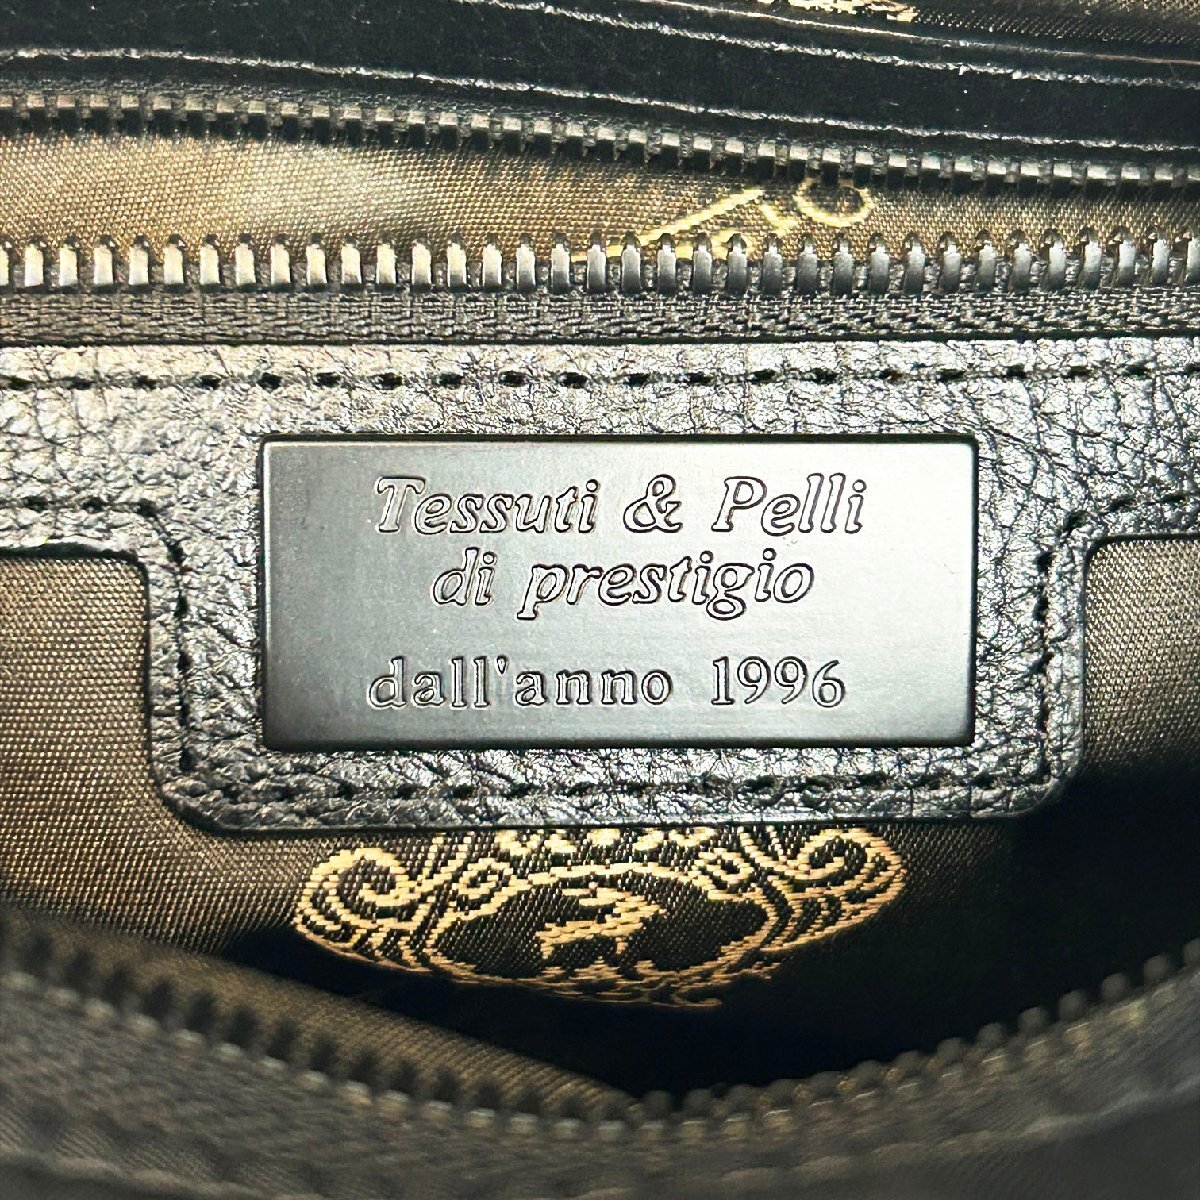 Tessuti & Pelli
di prestigio
dall'anno 1996